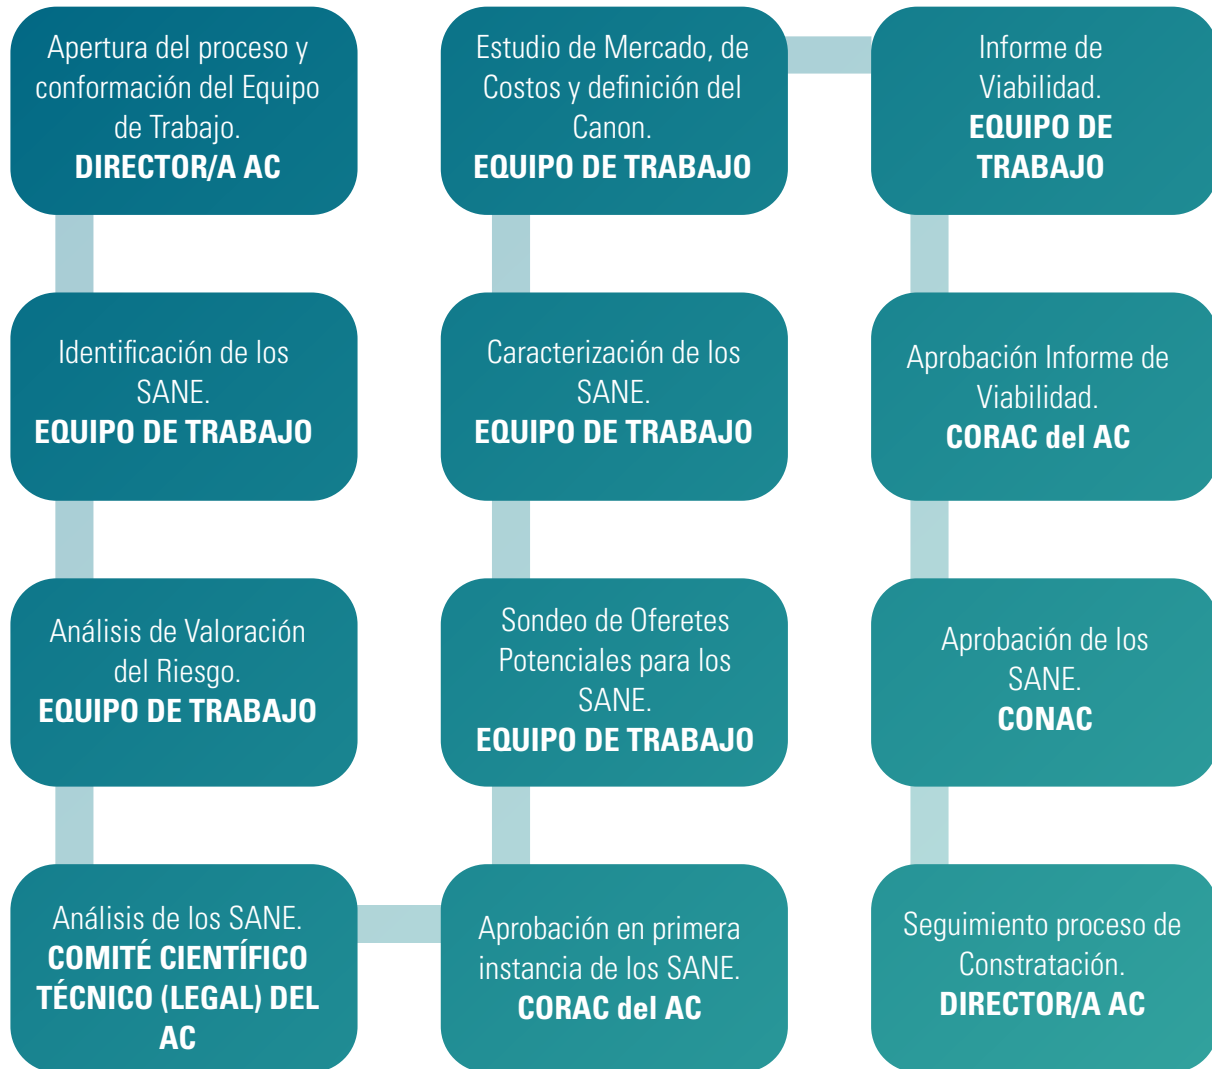 Apertura del proceso y
conformación del Equipo
de Trabajo.
DIRECTOR/A AC
Identificación de los
SANE.
EQUIPO DE TRABAJO
Análisis de Valoración
del Riesgo.
EQUIPO DE TRABAJO
Análisis de los SANE.
COMITÉ CIENTÍFICO
TÉCNICO (LEGAL) DEL
AC
Aprobación en primera
instancia de los SANE.
CORAC del AC
Sondeo de Oferetes
Potenciales para los
SANE.
EQUIPO DE TRABAJO
Caracterización de los
SANE.
EQUIPO DE TRABAJO
Estudio de Mercado, de
Costos y definición del
Canon.
EQUIPO DE TRABAJO
Informe de
Viabilidad.
EQUIPO DE
TRABAJO
Aprobación Informe de
Viabilidad.
CORAC del AC
Aprobación de los
SANE.
CONAC
Seguimiento proceso de
Constratación.
DIRECTOR/A AC